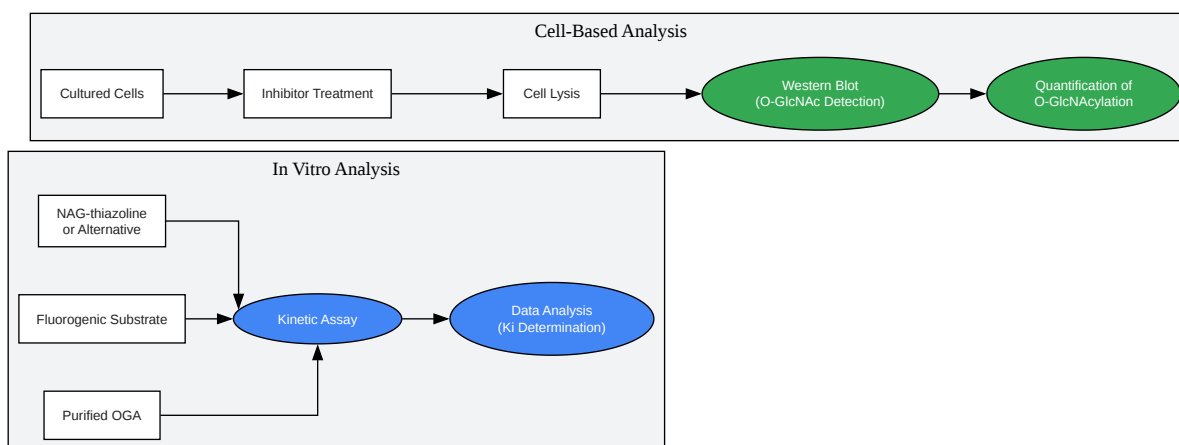 Cell-Based Analysis
Cultured Cells
Inhibitor Treatment
Cell Lysis
Western Blot
(O-GlcNAc Detection)
Quantification of
O-GlcNAcylation
In Vitro Analysis
NAG-thiazoline
or Alternative
Fluorogenic Substrate
Kinetic Assay
Data Analysis
(Ki Determination)
Purified OGA